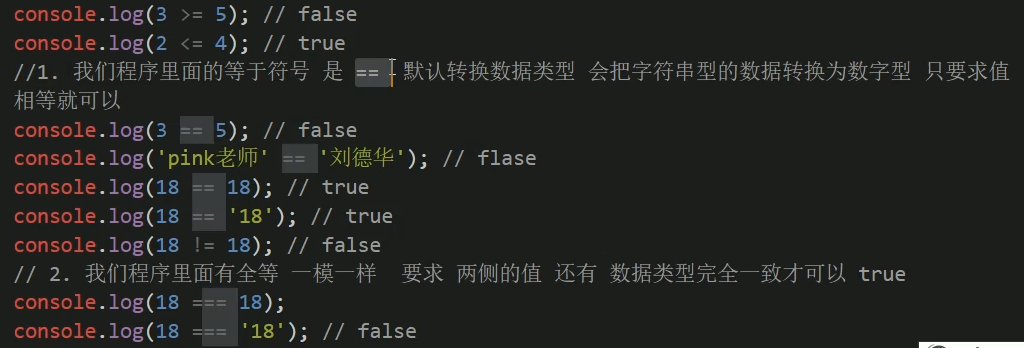 console.log(3 >= 5); // false
console.log(2 <= 4); // true
//1. 我们程序里面的等于符号 是 == 默认转换数据类型 会把字符串型的数据转换为数字型 只要求值
相等就可以
console.log(3 == 5); // false
console.log('pink老师' == '刘德华'); // flase
console.log(18 == 18); // true
console.log(18 == '18'); // true
console.log(18 != 18); // false
// 2. 我们程序里面有全等 一模一样  要求 两侧的值 还有 数据类型完全一致才可以 true
console.log(18 === 18);
console.log(18 === '18'); // false